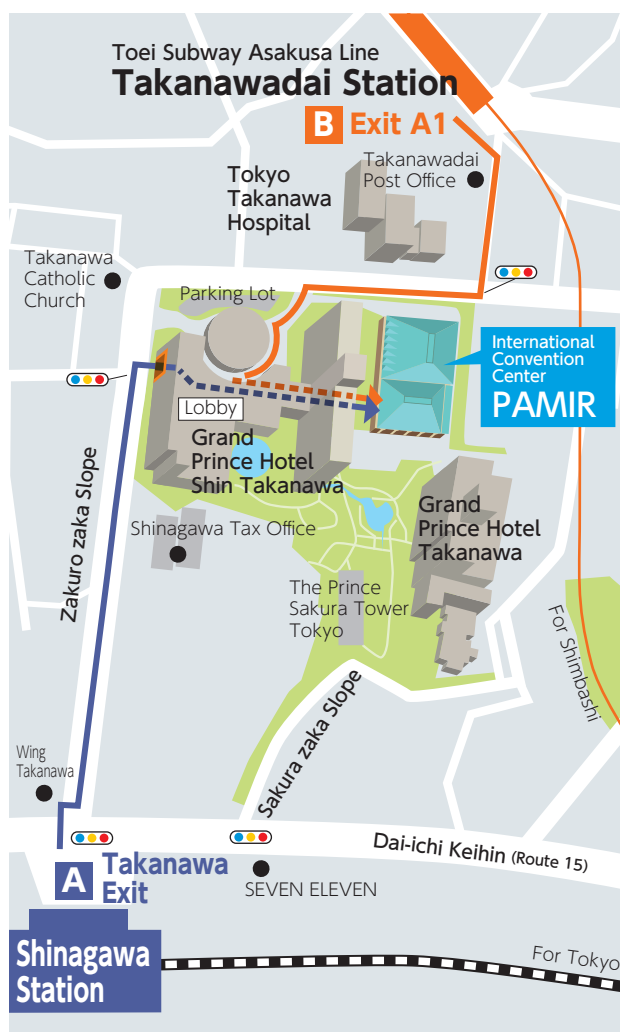 Toei Subway Asakusa Line
Takanawadai Station
B Exit A1
Takanawadai
Post Office
Tokyo
Takanawa
Hospital
Takanawa
Catholic
Church
Parking Lot
International
Convention
Center
PAMIR
Lobby
Grand
Prince Hotel
Shin Takanawa
Grand
Prince Hotel
Takanawa
Shinagawa Tax Office
Zakuro zaka Slope
The Prince
Sakura Tower
Tokyo
For Shimbashi
Sakura zaka Slope
Wing
Takanawa
Dai-ichi Keihin (Route 15)
A Takanawa
Exit
SEVEN ELEVEN
Shinagawa
Station
For Tokyo